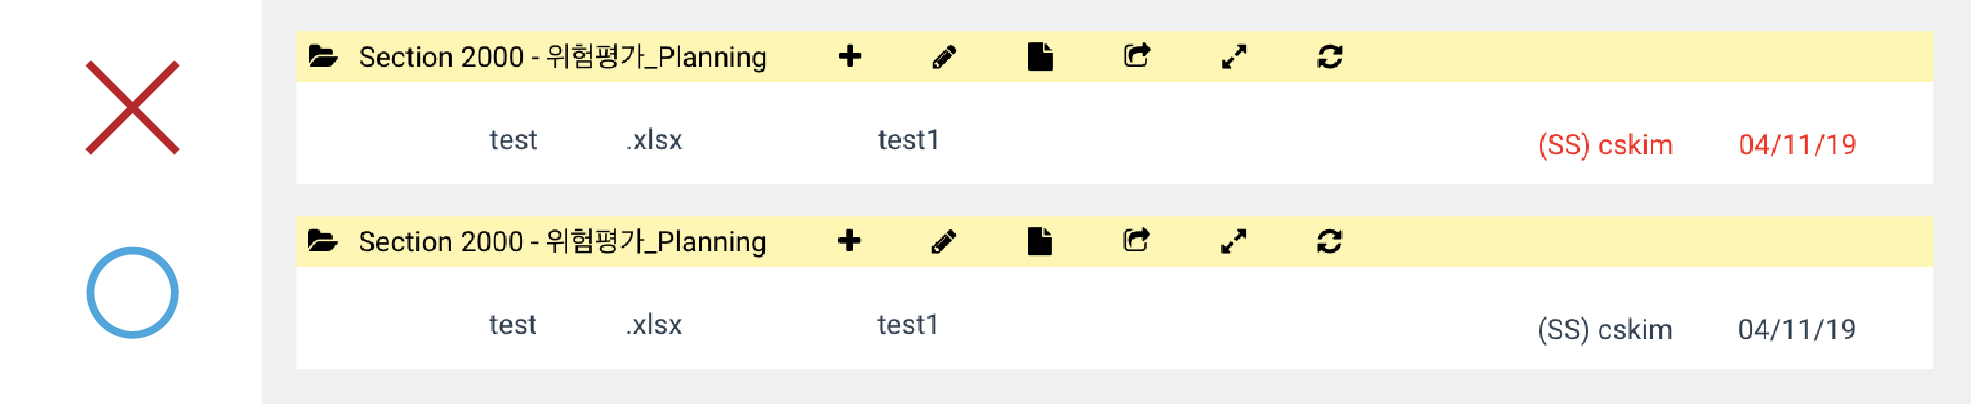 Section 2000 - 위험평가_Planning
test .xlsx test1 (SS) cskim 04/11/19
Section 2000 - 위험평가_Planning
test .xlsx test1 (SS) cskim 04/11/19